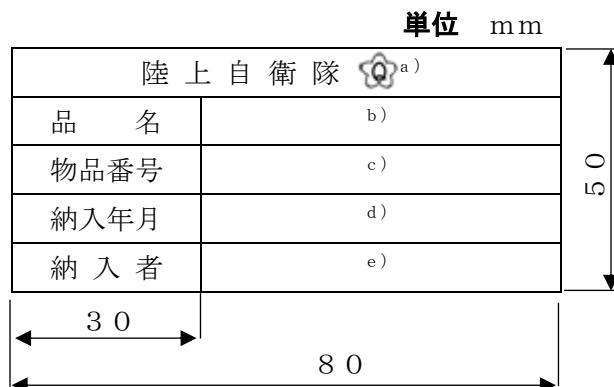 単位 ｍｍ
陸上自衛隊 Q a)
品　名 b)
物品番号 c)
納入年月 d)
納入者 e)
５０
３０
８０